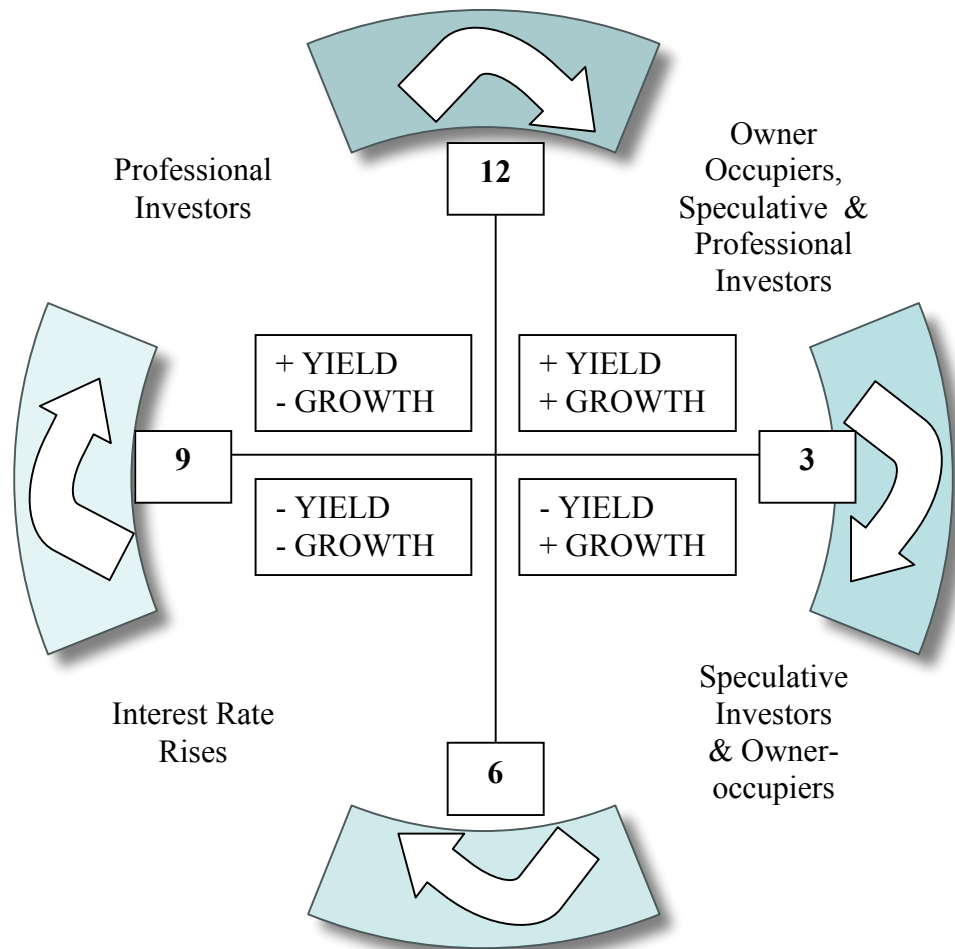 12
Professional
Investors
Owner
Occupiers,
Speculative &
Professional
Investors
+ YIELD
- GROWTH
+ YIELD
+ GROWTH
9
3
- YIELD
- GROWTH
- YIELD
+ GROWTH
Interest Rate
Rises
Speculative
Investors
& Owner-
occupiers
6